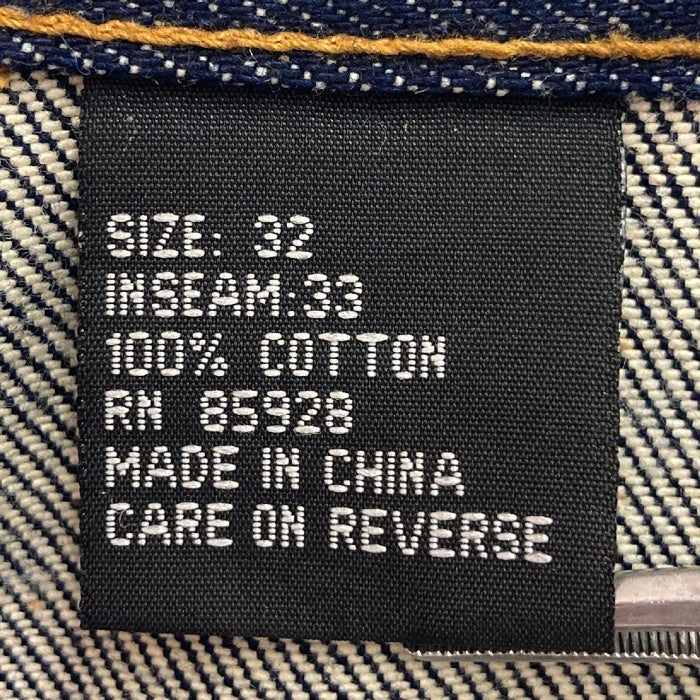 SIZE: 32
INSEAM:33
100% COTTON
RN 85928
MADE IN CHINA
CARE ON REVERSE